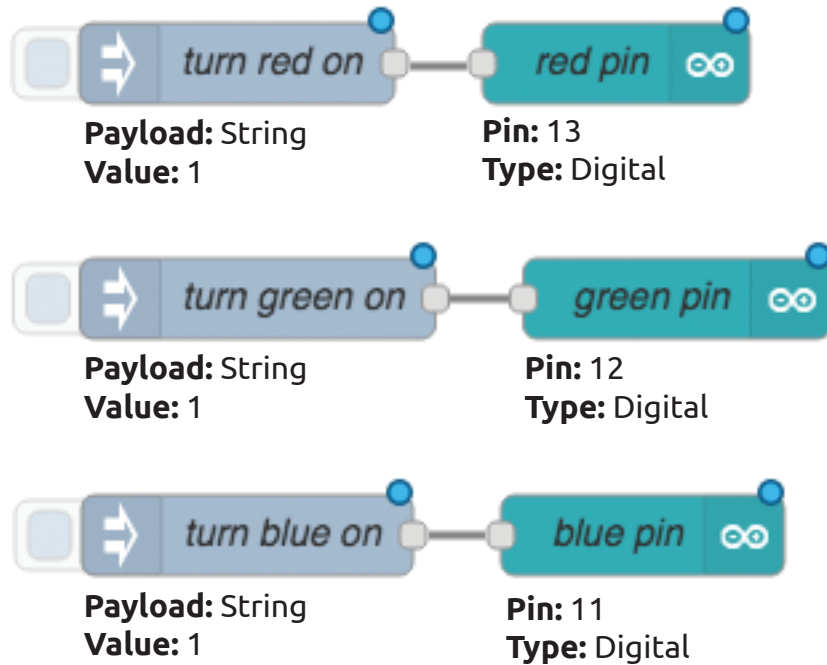 turn red on red pin
Payload: String Pin: 13
Value: 1 Type: Digital
turn green on green pin
Payload: String Pin: 12
Value: 1 Type: Digital
turn blue on blue pin
Payload: String Pin: 11
Value: 1 Type: Digital